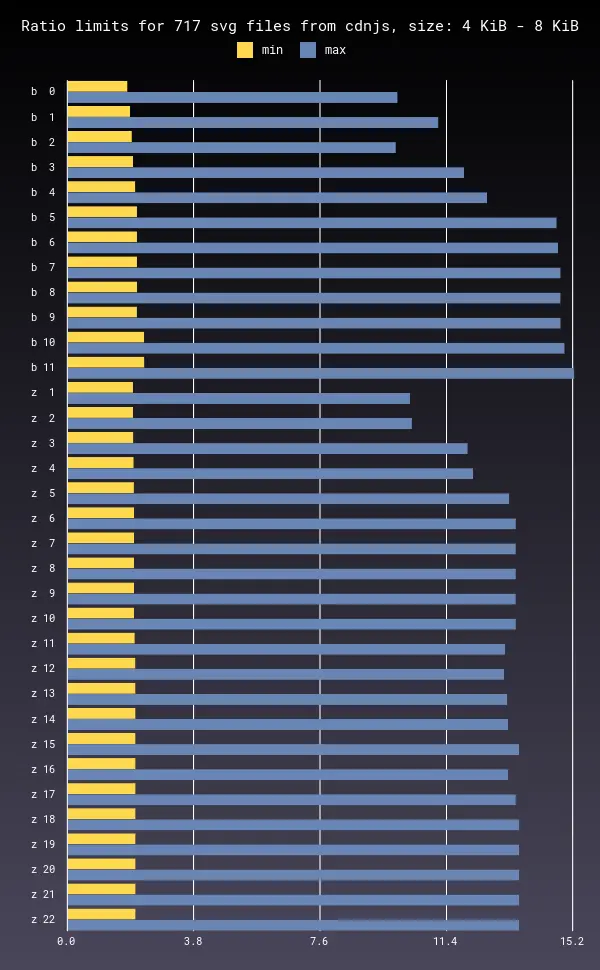 Ratio limits for 717 svg files from cdnjs, size: 4 KiB - 8 KiB
min max
b 0
b 1
b 2
b 3
b 4
b 5
b 6
b 7
b 8
b 9
b 10
b 11
z 1
z 2
z 3
z 4
z 5
z 6
z 7
z 8
z 9
z 10
z 11
z 12
z 13
z 14
z 15
z 16
z 17
z 18
z 19
z 20
z 21
z 22
0.0 3.8 7.6 11.4 15.2